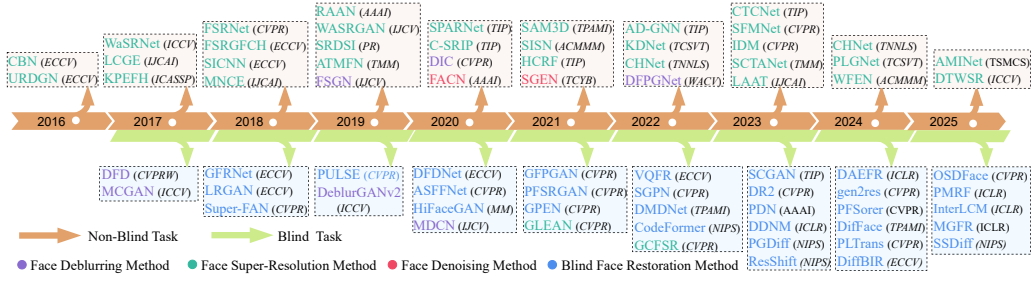 CBN (ECCV)
URDGN (ECCV)
WaSRNet (ICCV)
LCGE (IJCAI)
KPEFH (ICASSP)
FSRNet (CVPR)
FSRGFCH (ECCV)
SICNN (ECCV)
MNCE (IJCAI)
RAAN (AAAI)
WASRGAN (IJCV)
SRDSI (PR)
ATMFN (TMM)
FSGN (IJCV)
SPARNet (TIP)
C-SRIP (TIP)
DIC (CVPR)
FACN (AAAI)
SAM3D (TPAMI)
SISN (ACMMM)
HCRF (TIP)
SGEN (TCYB)
AD-GNN (TIP)
KDNet (TCSVT)
CHNet (TNNLS)
DFPGNet (WACV)
CTCNet (TIP)
SFMNet (CVPR)
IDM (CVPR)
SCTANet (TMM)
LAAT (IJCAI)
CHNet (TNNLS)
PLGNet (TCSVT)
WFEN (ACMMM)
AMINet (TSMCS)
DTWSR (ICCV)
2016
2017
2018
2019
2020
2021
2022
2023
2024
2025
DFD (CVPRW)
MCGAN (ICCV)
GFRNet (ECCV)
LRGAN (ECCV)
Super-FAN (CVPR)
PULSE (CVPR)
DeblurGANv2
(ICCV)
DFDNet (ECCV)
ASFFNet (CVPR)
HiFaceGAN (MM)
MDCN (IJCV)
GFPGAN (CVPR)
PFSRGAN (CVPR)
GPEN (CVPR)
GLEAN (CVPR)
VQFR (ECCV)
SGPN (CVPR)
DMDNet (TPAMI)
CodeFormer (NIPS)
GCFSR (CVPR)
SCGAN (TIP)
DR2 (CVPR)
PDN (AAAI)
DDNM (ICLR)
PGDiff (NIPS)
ResShift (NIPS)
DAEFR (ICLR)
gen2res (CVPR)
PFSorer (CVPR)
DifFace (TPAMI)
PLTrans (CVPR)
DiffBIR (ECCV)
OSDFace (CVPR)
PMRF (ICLR)
InterLCM (ICLR)
MGFR (ICLR)
SSDiff (NIPS)
Non-Blind Task
Blind Task
Face Deblurring Method
Face Super-Resolution Method
Face Denoising Method
Blind Face Restoration Method